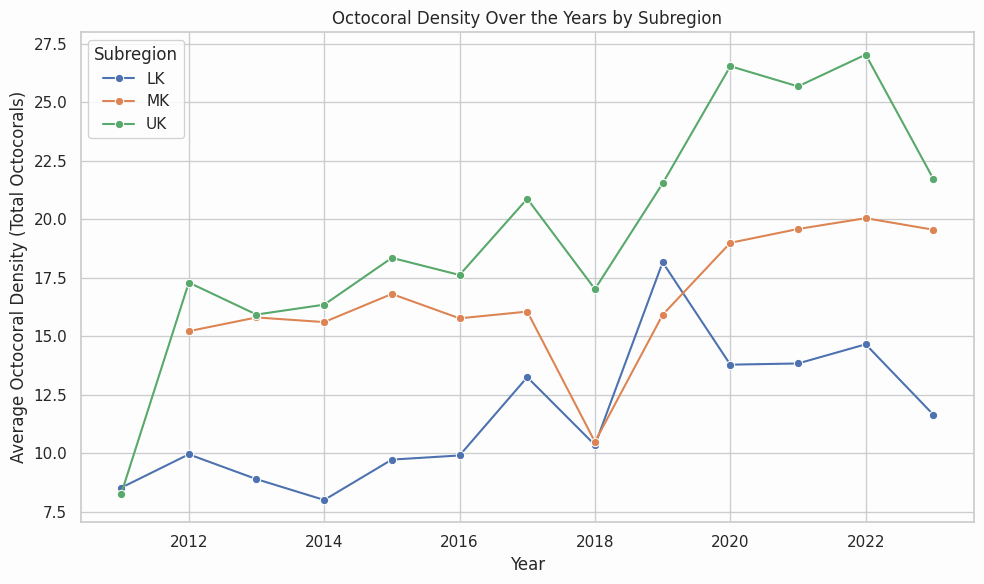 Octocoral Density Over the Years by Subregion
Average Octocoral Density (Total Octocorals)
27.5
25.0
22.5
20.0
17.5
15.0
12.5
10.0
7.5
Subregion
LK
MK
UK
2012 2014 2016 2018 2020 2022
Year